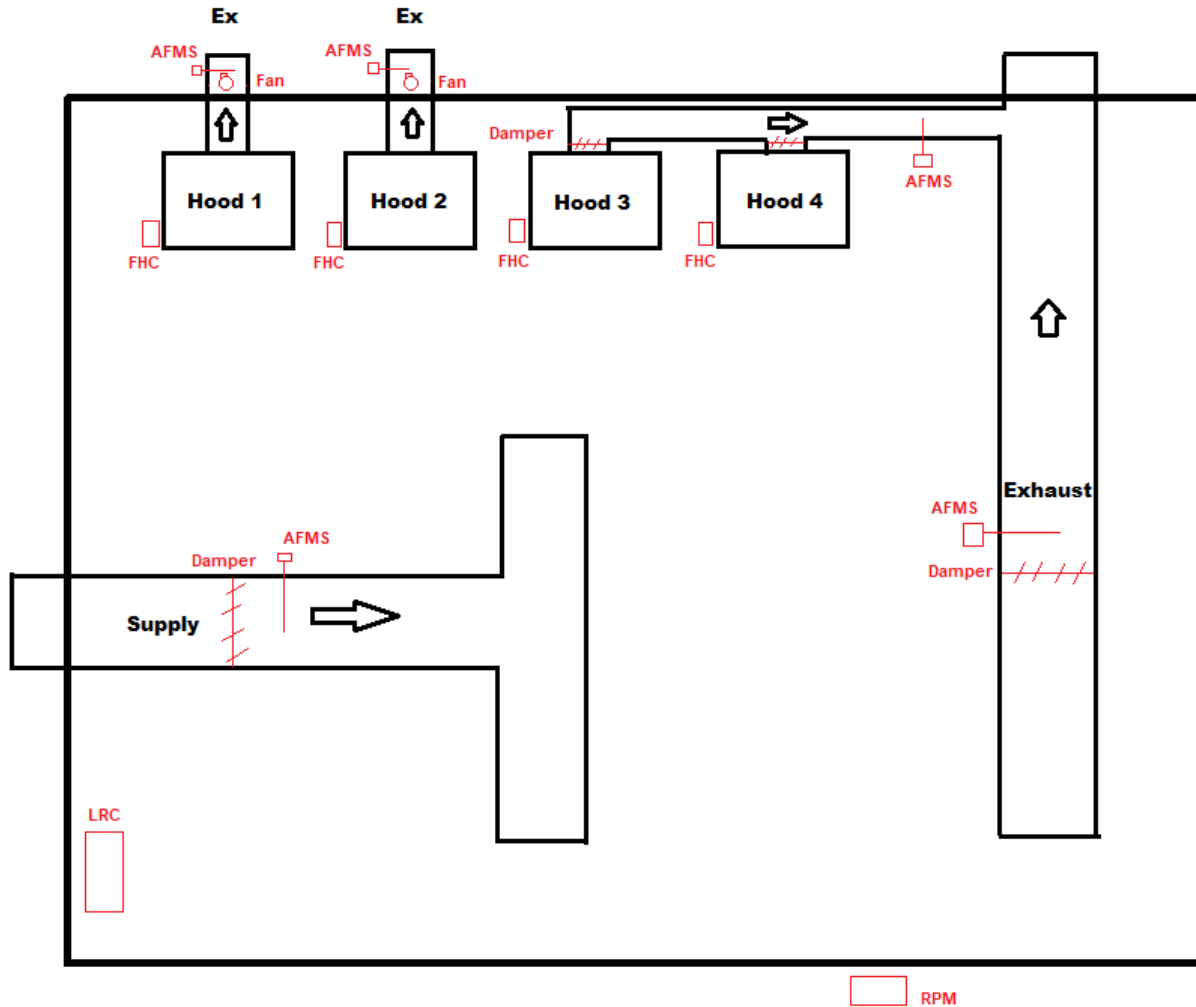 Ex
Ex
AFMS
AFMS
Fan
Fan
Damper
AFMS
Hood 1
Hood 2
Hood 3
Hood 4
FHC
FHC
FHC
FHC
Exhaust
AFMS
Damper
AFMS
Damper
Supply
LRC
RPM